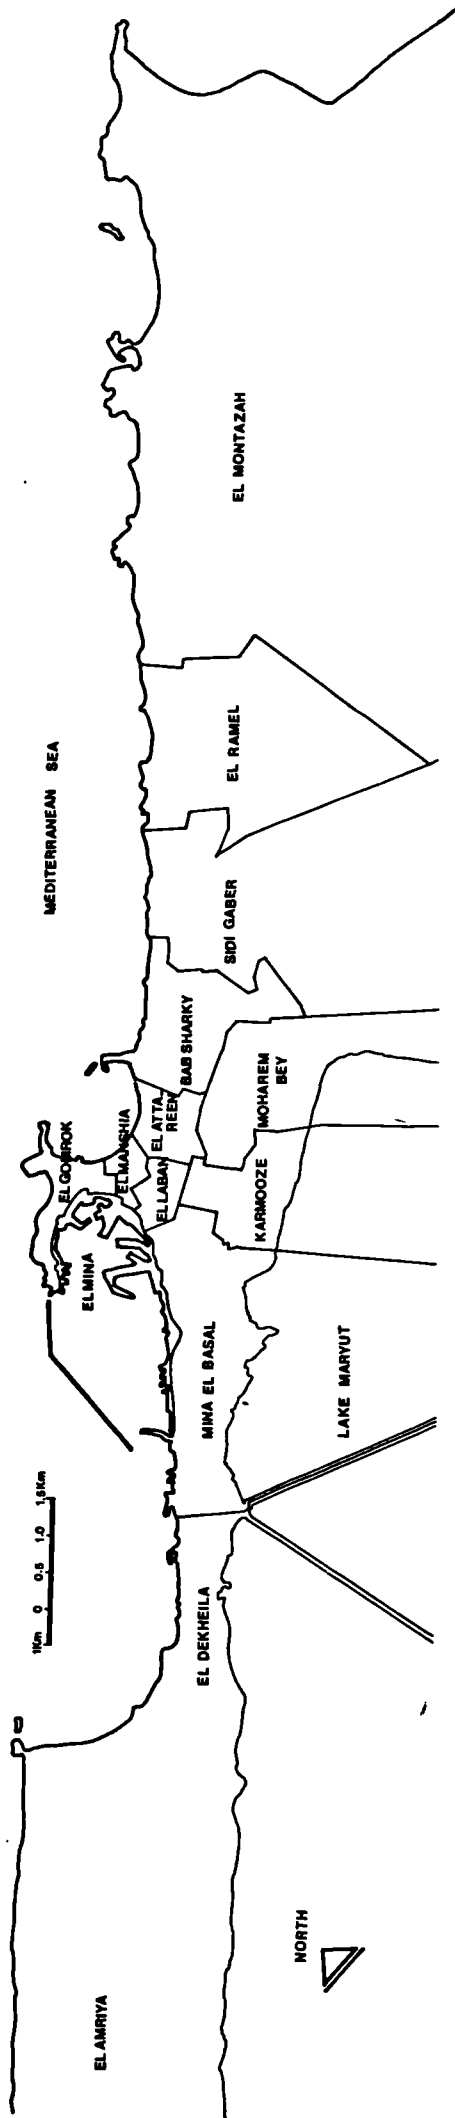 MEDITERRANEAN SEA
EL MONTAZAH
EL RAMEL
SIDI GABER
BAB SHARKY
EL ATTA
REEN
MOHAREM
BEY
EL GOMROK
EL MANSHIA
EL LABAN
KARMOOZE
EL MINA
MINA EL BASAL
LAKE MARYUT
1Km 0 0.5 1.0 1.5Km
EL DEKHEILA
EL AMRIYA
NORTH